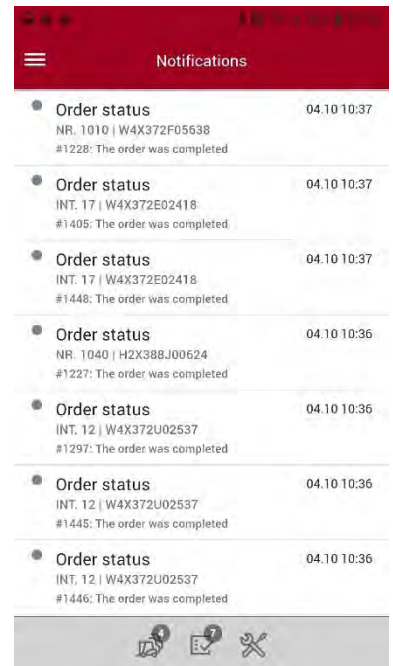 Notifications
Order status 04.10 10:37
NR. 1010 | W4X372F05638
#1228: The order was completed
Order status 04.10 10:37
INT. 17 | W4X372E02418
#1405: The order was completed
Order status 04.10 10:37
INT. 17 | W4X372E02418
#1448: The order was completed
Order status 04.10 10:36
NR. 1040 | H2X388J00624
#1227: The order was completed
Order status 04.10 10:36
INT. 12 | W4X372U02537
#1297: The order was completed
Order status 04.10 10:36
INT. 12 | W4X372U02537
#1445: The order was completed
Order status 04.10 10:36
INT. 12 | W4X372U02537
#1446: The order was completed
4 7